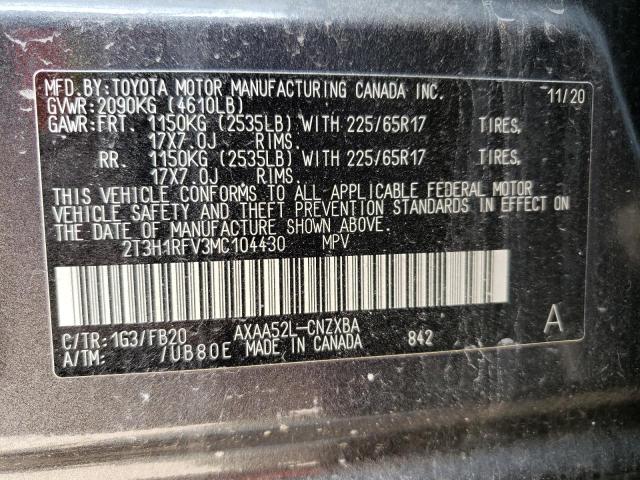 MFD.BY:TOYOTA MOTOR MANUFACTURING CANADA INC. 11/20
GVWR:2090KG (4610LB)
GAWR:FRT. 1150KG (2535LB) WITH 225/65R17 TIRES,
17X7.0J RIMS.
RR. 1150KG (2535LB) WITH 225/65R17 TIRES,
17X7.0J RIMS.
THIS VEHICLE CONFORMS TO ALL APPLICABLE FEDERAL MOTOR
VEHICLE SAFETY AND THEFT PREVENTION STANDARDS IN EFFECT ON
THE DATE OF MANUFACTURE SHOWN ABOVE.
2T3H1RFV3MC104430 MPV
C/TR:1G3/FB20 AXAA52L-CNZXBA A
A/TM: /UB80E MADE IN CANADA 842